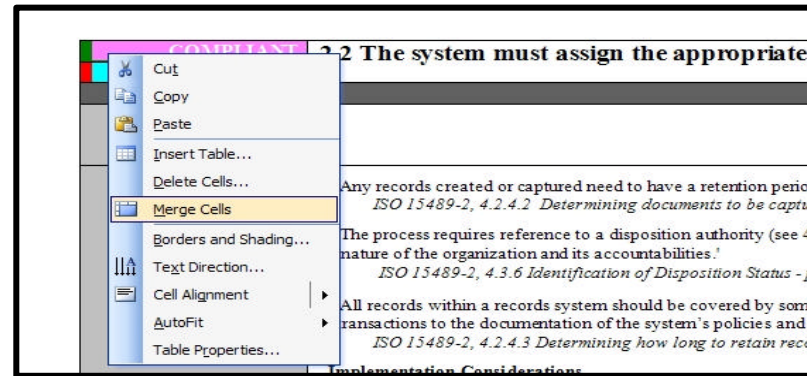 COMPLIANT
2.2 The system must assign the appropriate
Cut
Copy
Paste
Insert Table...
Delete Cells...
Merge Cells
Borders and Shading...
Text Direction...
Cell Alignment
AutoFit
Table Properties...
Any records created or captured need to have a retention
ISO 15489-2, 4.2.4.2 Determining documents to be
The process requires reference to a disposition authority (see 4
nature of the organization and its accountabilities.'
ISO 15489-2, 4.3.6 Identification of Disposition Status -
All records within a records system should be covered by
transactions to the documentation of the system's policies and
ISO 15489-2, 4.2.4.3 Determining how long to retain
Implementation Considerations